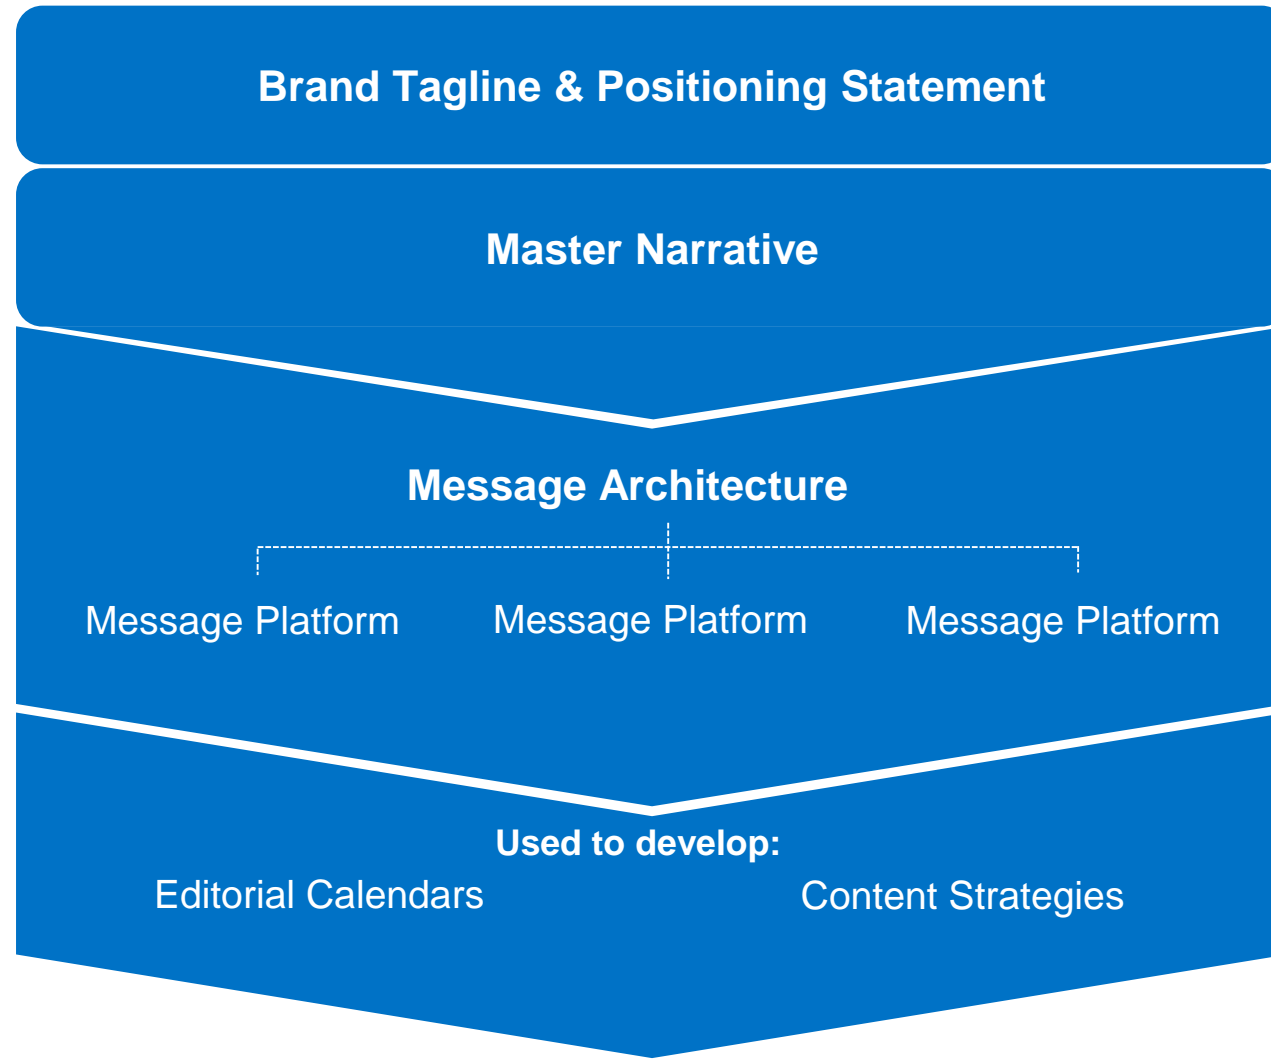 Brand Tagline & Positioning Statement
Master Narrative
Message Architecture
Message Platform
Message Platform
Message Platform
Used to develop:
Editorial Calendars
Content Strategies